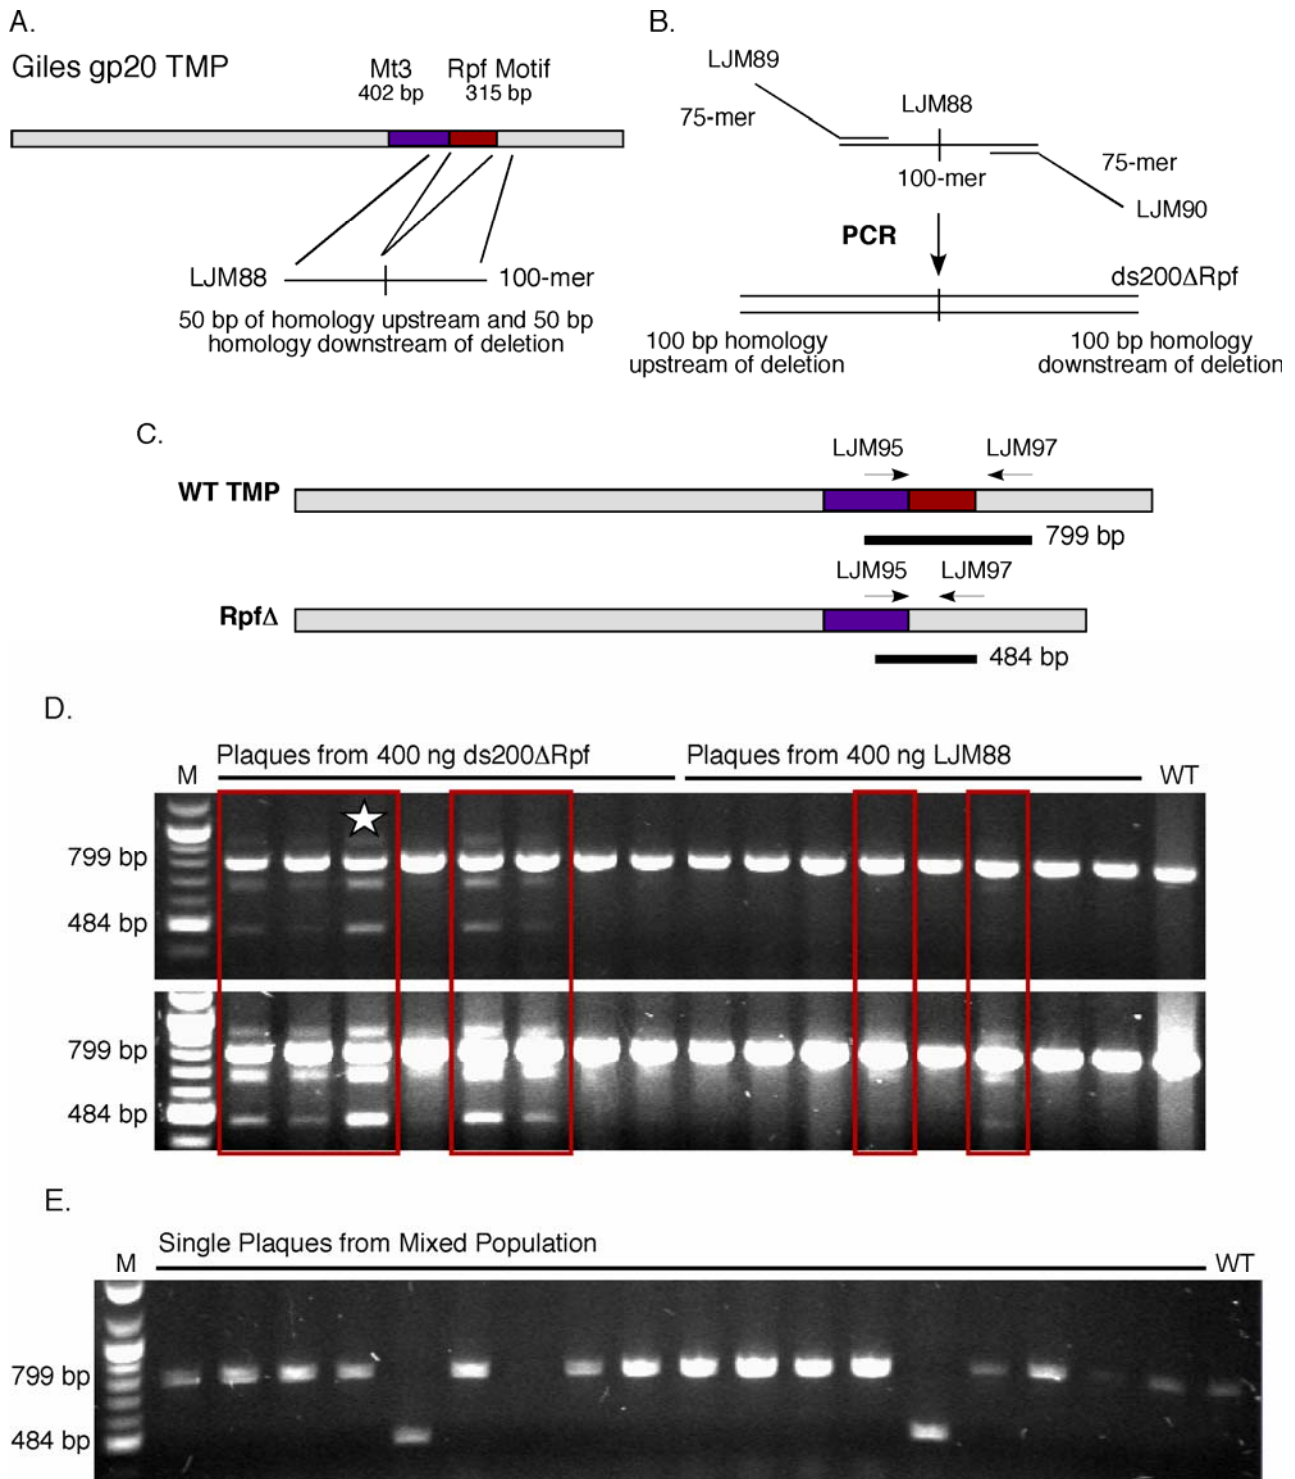 A.
Giles gp20 TMP
Mt3
402 bp
Rpf Motif
315 bp
LJM88
100-mer
50 bp of homology upstream and 50 bp
homology downstream of deletion
B.
LJM89
75-mer
LJM88
100-mer
75-mer
LJM90
PCR
ds200ΔRpf
100 bp homology
upstream of deletion
100 bp homology
downstream of deletion
C.
LJM95
LJM97
WT TMP
799 bp
LJM95
LJM97
RpfΔ
484 bp
D.
M
Plaques from 400 ng ds200ΔRpf
Plaques from 400 ng LJM88
WT
799 bp
484 bp
799 bp
484 bp
E.
M
Single Plaques from Mixed Population
WT
799 bp
484 bp